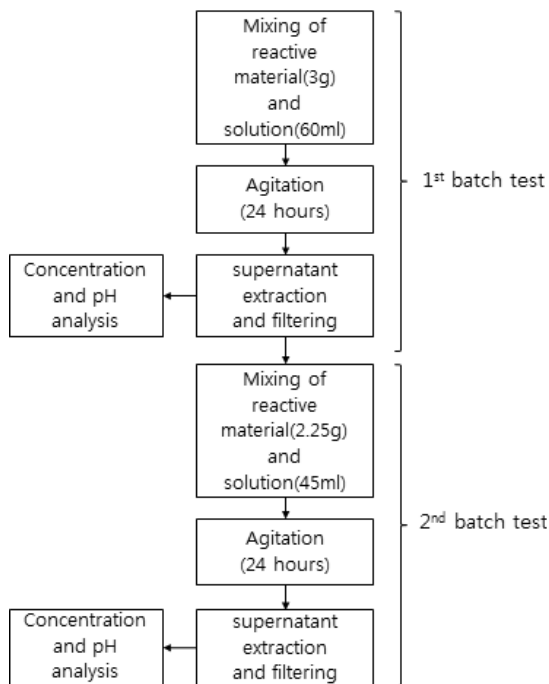 Mixing of
reactive
material(3g)
and
solution(60ml)
Agitation
(24 hours)
1st batch test
Concentration
and pH
analysis
supernatant
extraction
and filtering
Mixing of
reactive
material(2.25g)
and
solution(45ml)
Agitation
(24 hours)
2nd batch test
Concentration
and pH
analysis
supernatant
extraction
and filtering